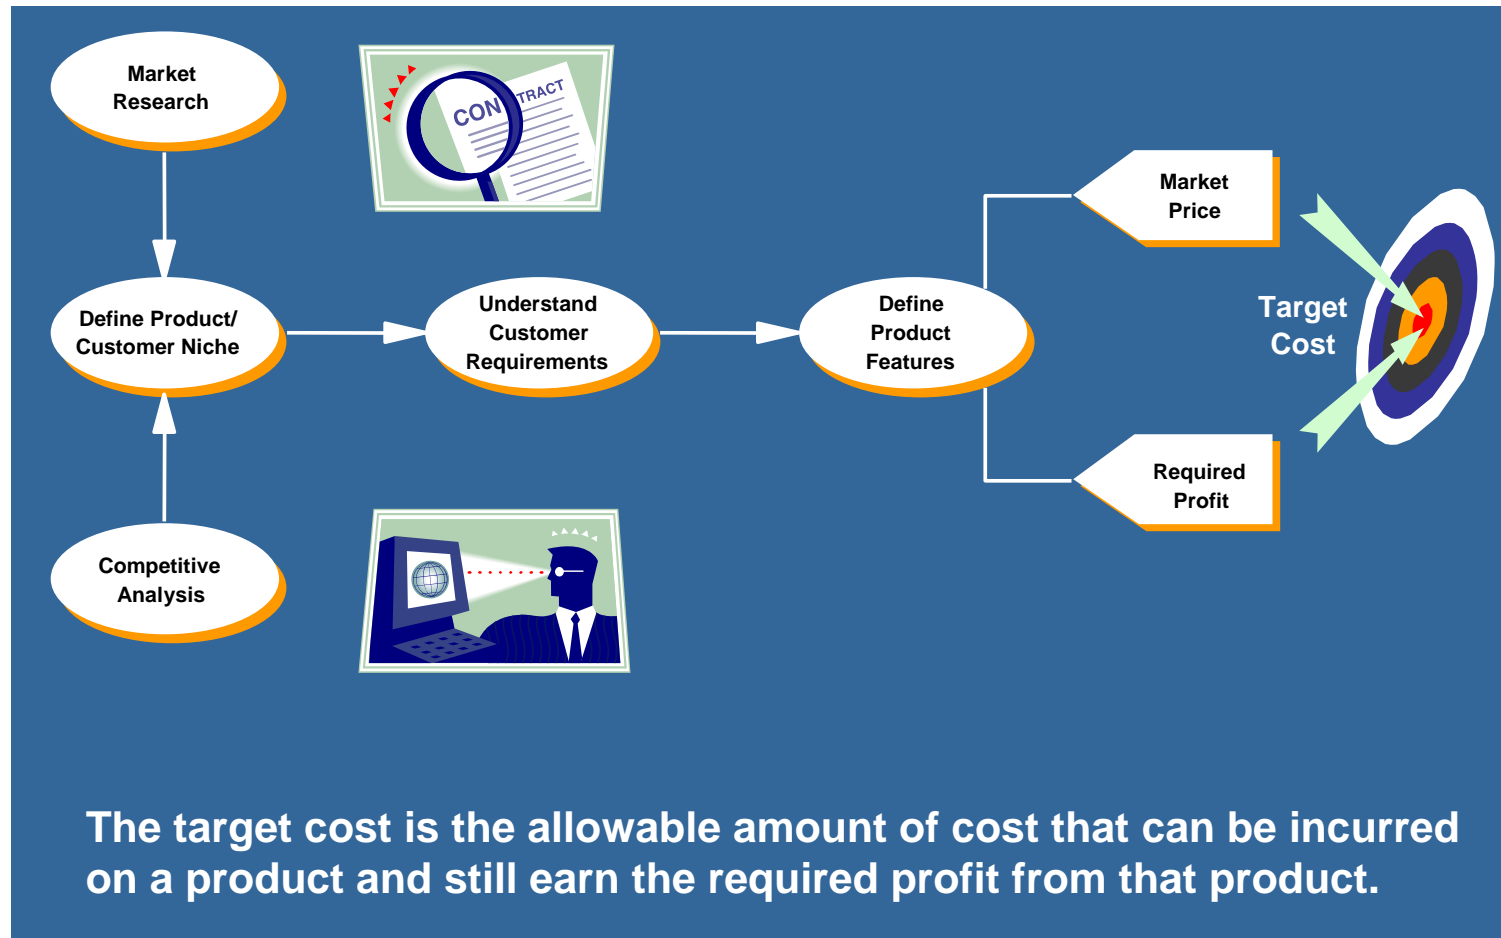 Market
Research
CONTRACT
Market
Price
Define Product/
Customer Niche
Understand
Customer
Requirements
Define
Product
Features
Target
Cost
Required
Profit
Competitive
Analysis
The target cost is the allowable amount of cost that can be incurred
on a product and still earn the required profit from that product.